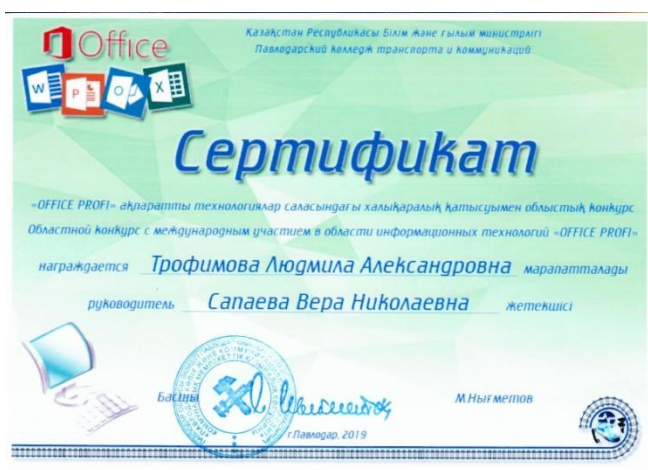 Office
Қазақстан Республикасы Білім және ғылым министрлігі
Павлодарский колледж транспорта и коммуникаций
W P O X
Сертификат
«OFFICE PROFI» ақпаратты технологиялар саласындағы халықаралық қатысуымен облыстық конкурс
Областной конкурс с международным участием в области информационных технологий «OFFICE PROFI»
награждается Трофимова Людмила Александровна марапатталады
руководитель Сапаева Вера Николаевна жетекшісі
Басшы М.Нығметов
г.Павлодар, 2019